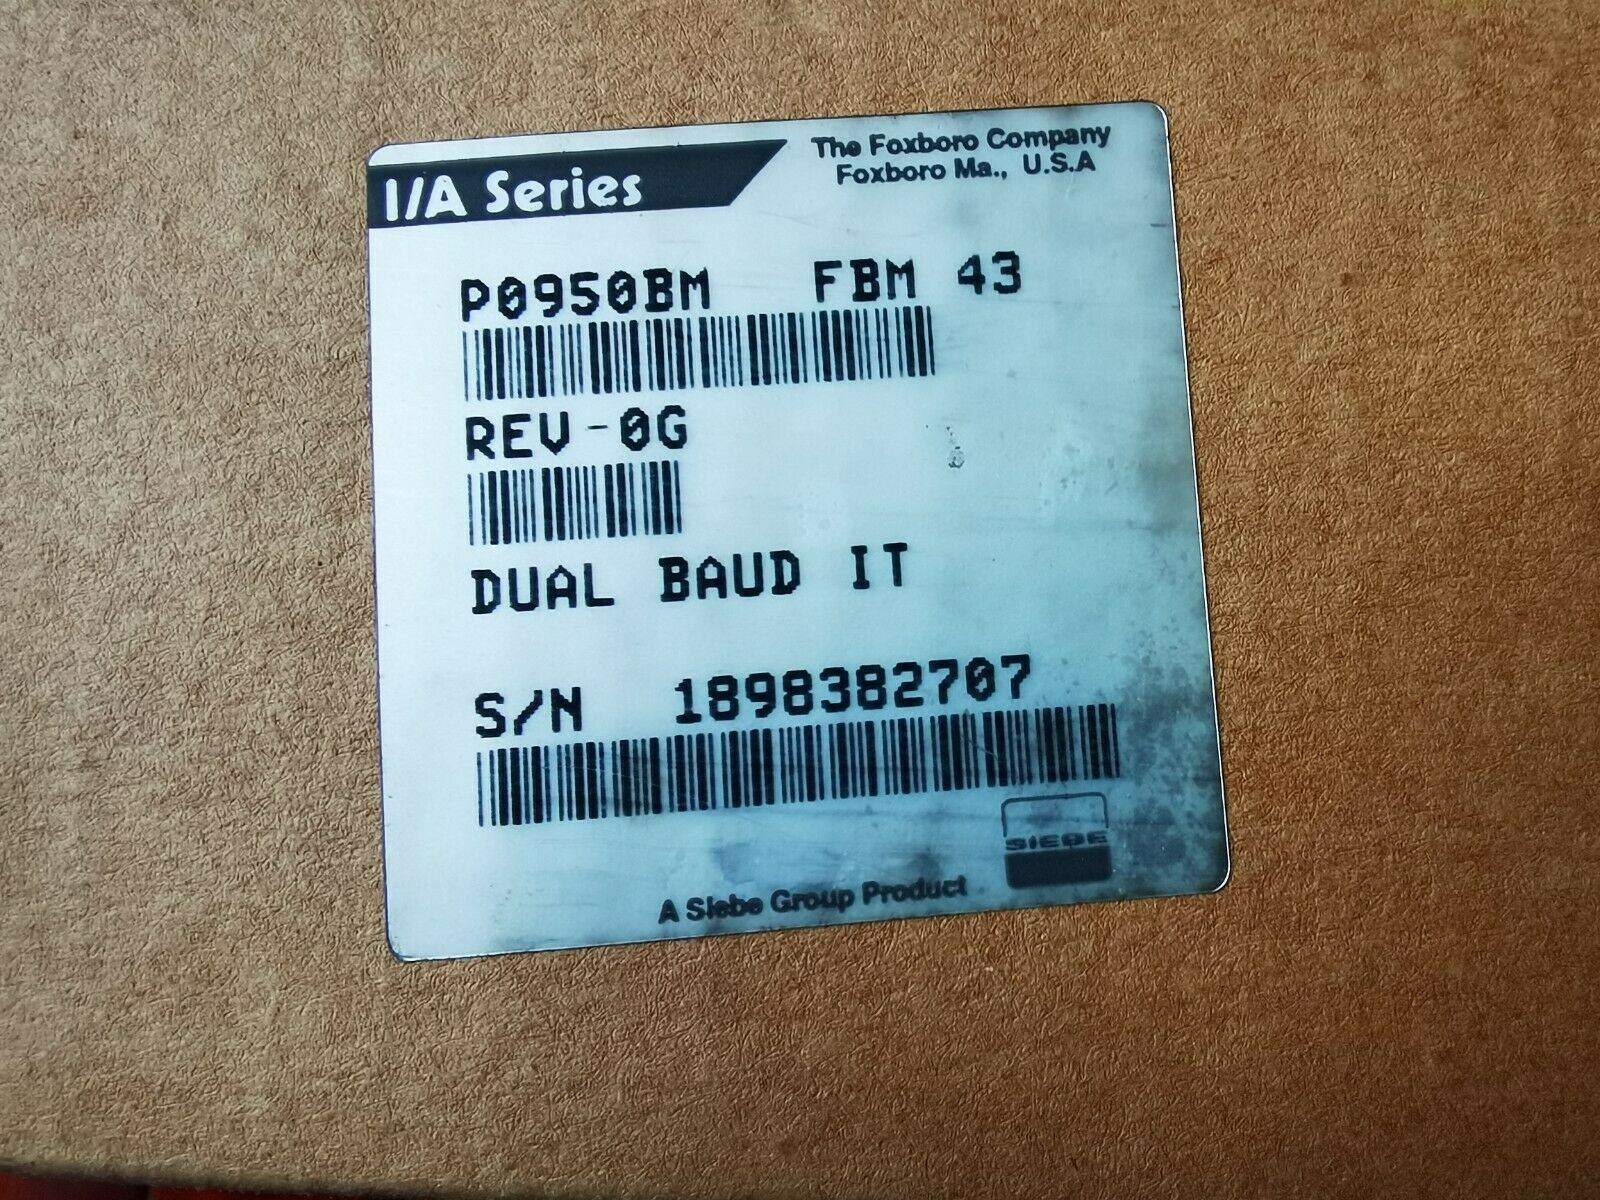 I/A Series
The Foxboro Company
Foxboro Ma., U.S.A
P0950BM FBM 43
REV-0G
DUAL BAUD IT
S/N 1898382707
SIEBE
A Siebe Group Product